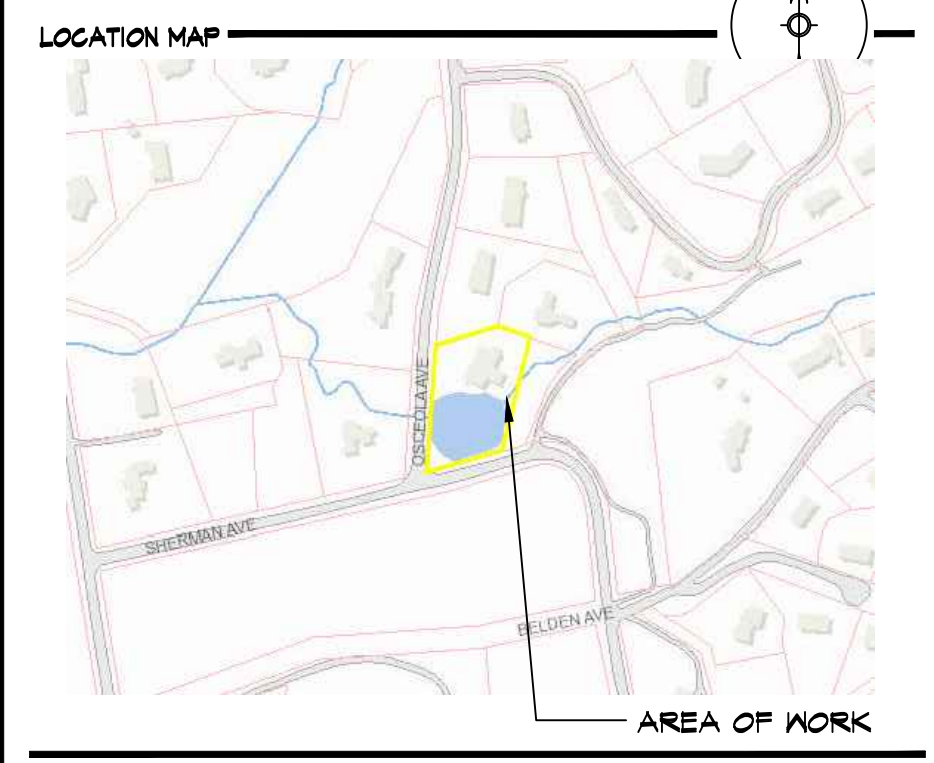 LOCATION MAP
OSCEOLA AVE
SHERMAN AVE
BELDEN AVE
AREA OF WORK